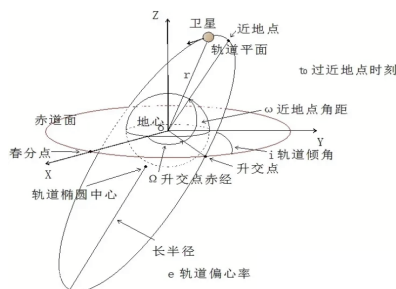 Z
卫星
近地点
轨道平面
t₀ 过近地点时刻
r
ω 近地点角距
赤道面
地心
δ
Y
春分点
i 轨道倾角
X
Ω
升交点
升交点赤经
轨道椭圆中心
长半径
e 轨道偏心率